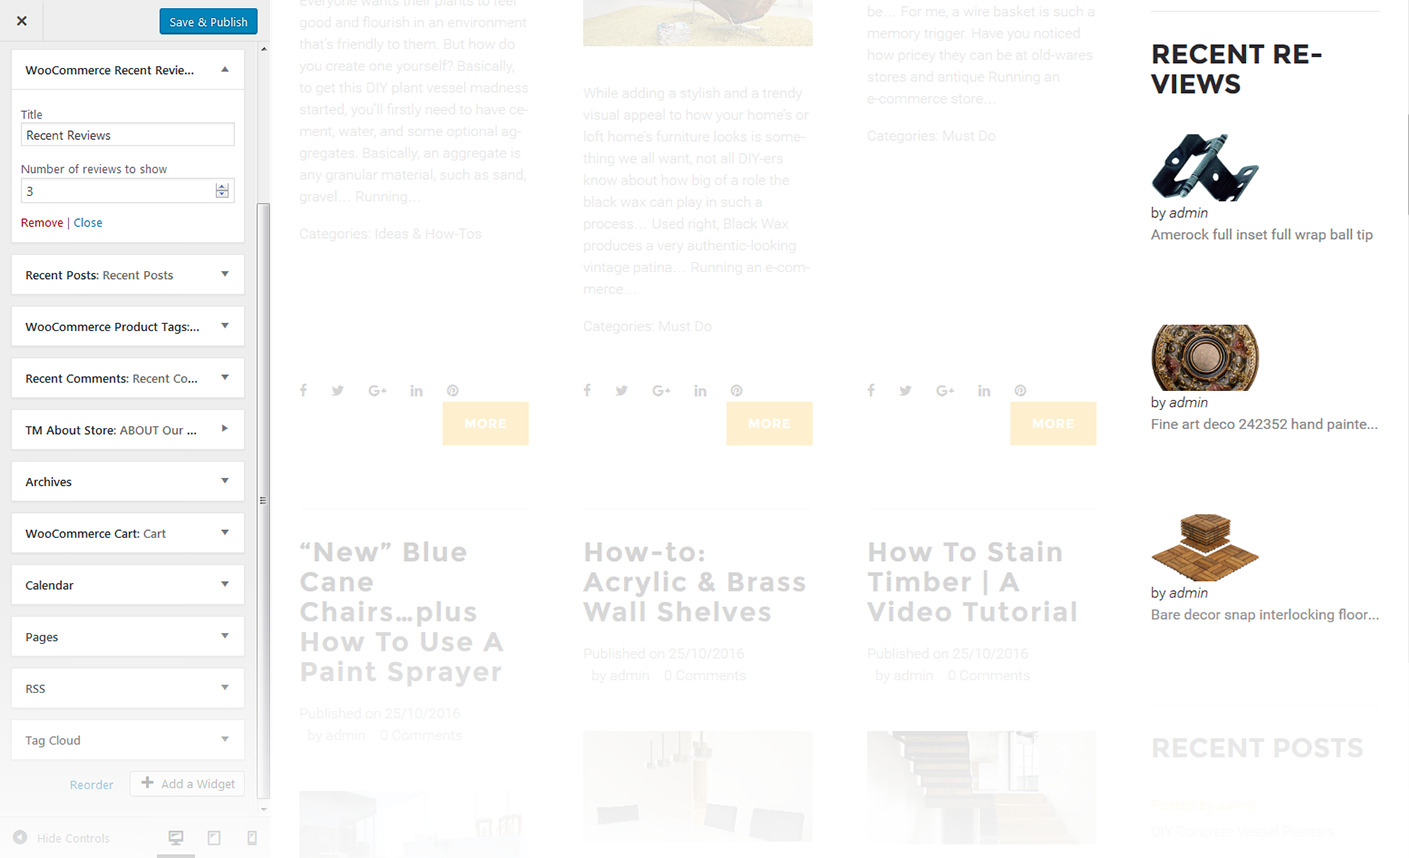 Save & Publish
WooCommerce Recent Revie...
Title
Recent Reviews
Number of reviews to show
3
Remove | Close
Recent Posts: Recent Posts
WooCommerce Product Tags:...
Recent Comments: Recent Co...
TM About Store: ABOUT Our ...
Archives
WooCommerce Cart: Cart
Calendar
Pages
RSS
Tag Cloud
Reorder
Add a Widget
Hide Controls
Everyone wants their plants to feel
good and flourish in an environment
that's friendly to them. But how do
you create one yourself? Basically,
to get this DIY plant vessel madness
started, you'll firstly need to have ce-
ment, water, and some optional ag-
gregates. Basically, an aggregate is
any granular material, such as sand,
gravel… Running…
Categories: Ideas & How-Tos
MORE
“New” Blue
Cane
Chairs…plus
How To Use A
Paint Sprayer
Published on 25/10/2016
by admin 0 Comments
While adding a stylish and a trendy
visual appeal to how your home's or
loft home's furniture looks is some-
thing we all want, not all DIY-ers
know about how big of a role the
black wax can play in such a
process… Used right, Black Wax
produces a very authentic-looking
vintage patina… Running an e-com-
merce…
Categories: Must Do
MORE
How-to:
Acrylic & Brass
Wall Shelves
Published on 25/10/2016
by admin 0 Comments
be… For me, a wire basket is such a
memory trigger. Have you noticed
how pricey they can be at old-wares
stores and antique Running an
e-commerce store…
Categories: Must Do
MORE
How To Stain
Timber | A
Video Tutorial
Published on 25/10/2016
by admin 0 Comments
RECENT RE-
VIEWS
by admin
Amerock full inset full wrap ball tip
by admin
Fine art deco 242352 hand painte...
by admin
Bare decor snap interlocking floor...
RECENT POSTS
DIY Concrete Vessel Planters